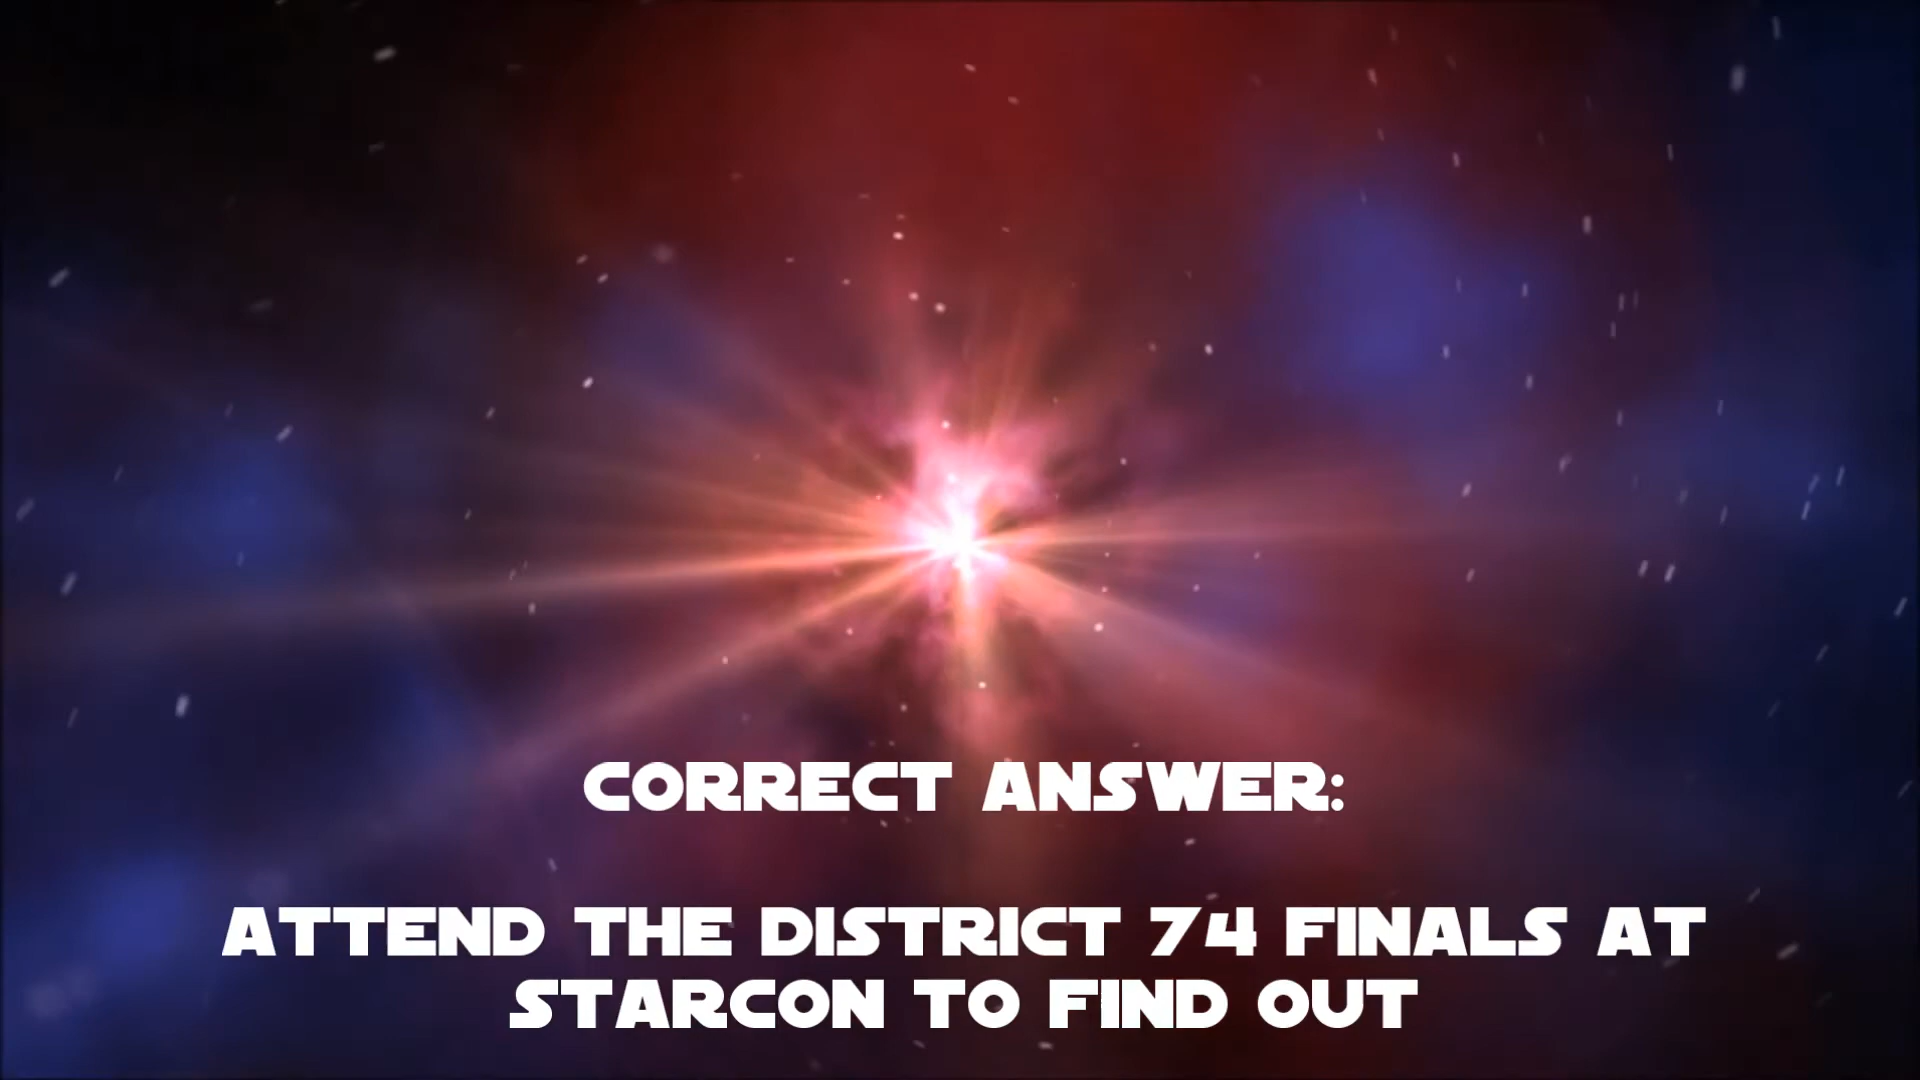 CORRECT ANSWER:
ATTEND THE DISTRICT 74 FINALS AT
STARCON TO FIND OUT